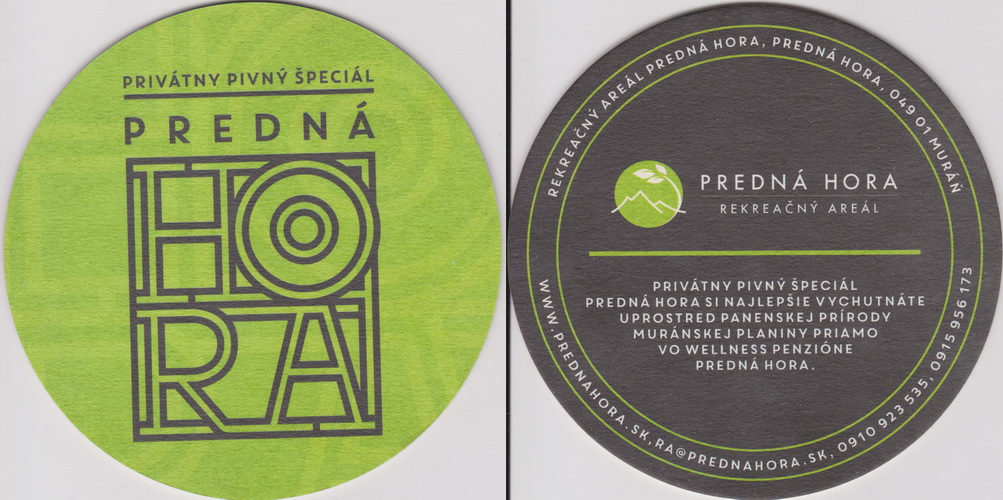 PRIVÁTNY PIVNÝ ŠPECIÁL
PREDNÁ
HO
RA
REKREAČNÝ AREÁL PREDNÁ HORA, PREDNÁ HORA, 049 01 MURÁŇ
PREDNÁ HORA
REKREAČNÝ AREÁL
PRIVÁTNY PIVNÝ ŠPECIÁL
PREDNÁ HORA SI NAJLEPŠIE VYCHUTNÁTE
UPROSTRED PANENSKEJ PRÍRODY
MURÁNSKEJ PLANINY PRIAMO
VO WELLNESS PENZIÓNE
PREDNÁ HORA.
WWW.PREDNAHORA.SK,RA@PREDNAHORA.SK, 0910 923 535, 0915 956 173